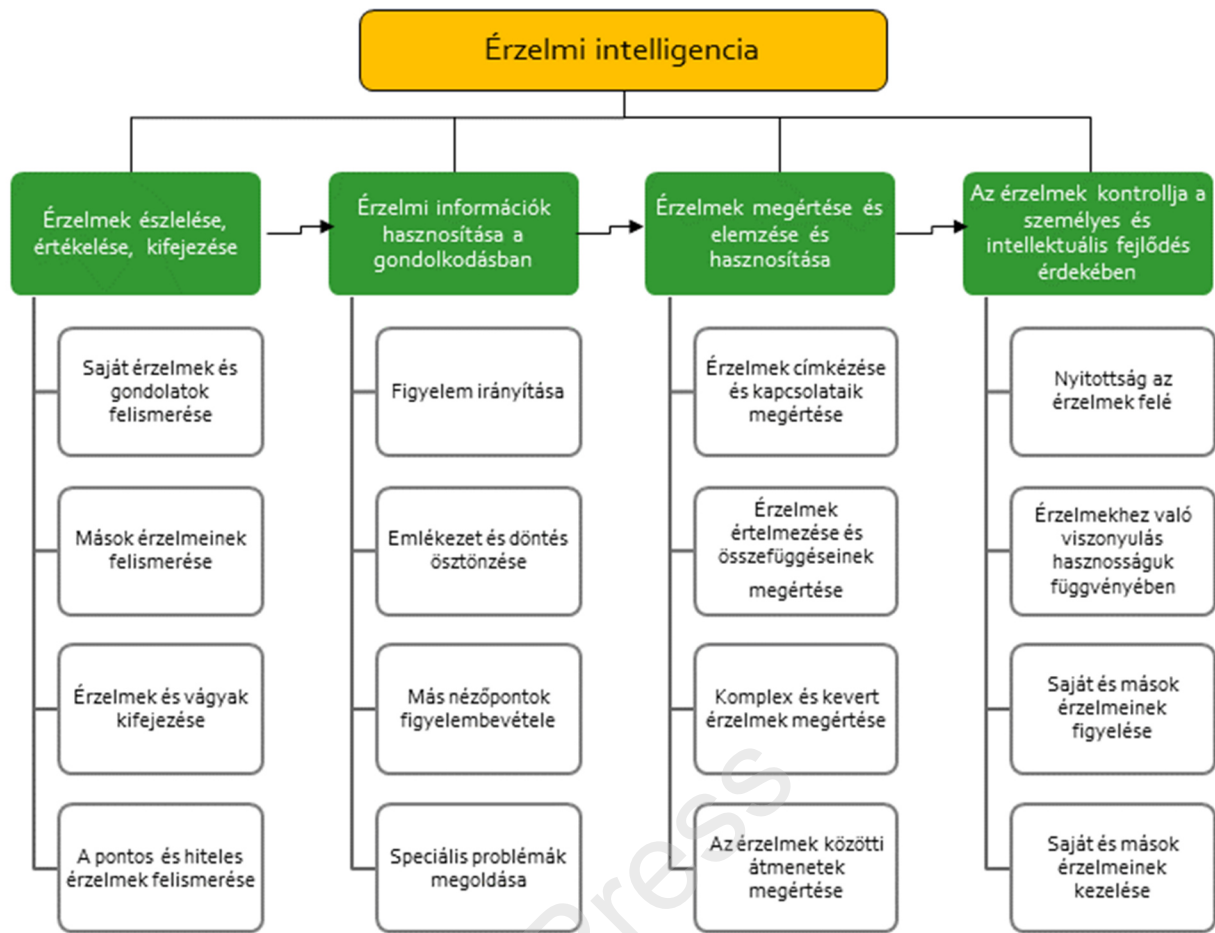 Érzelmi intelligencia
Érzelmek észlelése,
értékelése, kifejezése
Érzelmi információk
hasznosítása a
gondolkodásban
Érzelmek megértése és
elemzése és
hasznosítása
Az érzelmek kontrollja a
személyes és
intellektuális fejlődés
érdekében
Saját érzelmek és
gondolatok
felismerése
Mások érzelmeinek
felismerése
Érzelmek és vágyak
kifejezése
A pontos és hiteles
érzelmek felismerése
Figyelem irányítása
Emlékezet és döntés
ösztönzése
Más nézőpontok
figyelembevétele
Speciális problémák
megoldása
Érzelmek címkézése
és kapcsolataik
megértése
Érzelmek
értelmezése és
összefüggéseinek
megértése
Komplex és kevert
érzelmek megértése
Az érzelmek közötti
átmenetek
megértése
Nyitottság az
érzelmek felé
Érzelmekhez való
viszonyulás
hasznosságuk
függvényében
Saját és mások
érzelmeinek
figyelése
Saját és mások
érzelmeinek
kezelése
Press